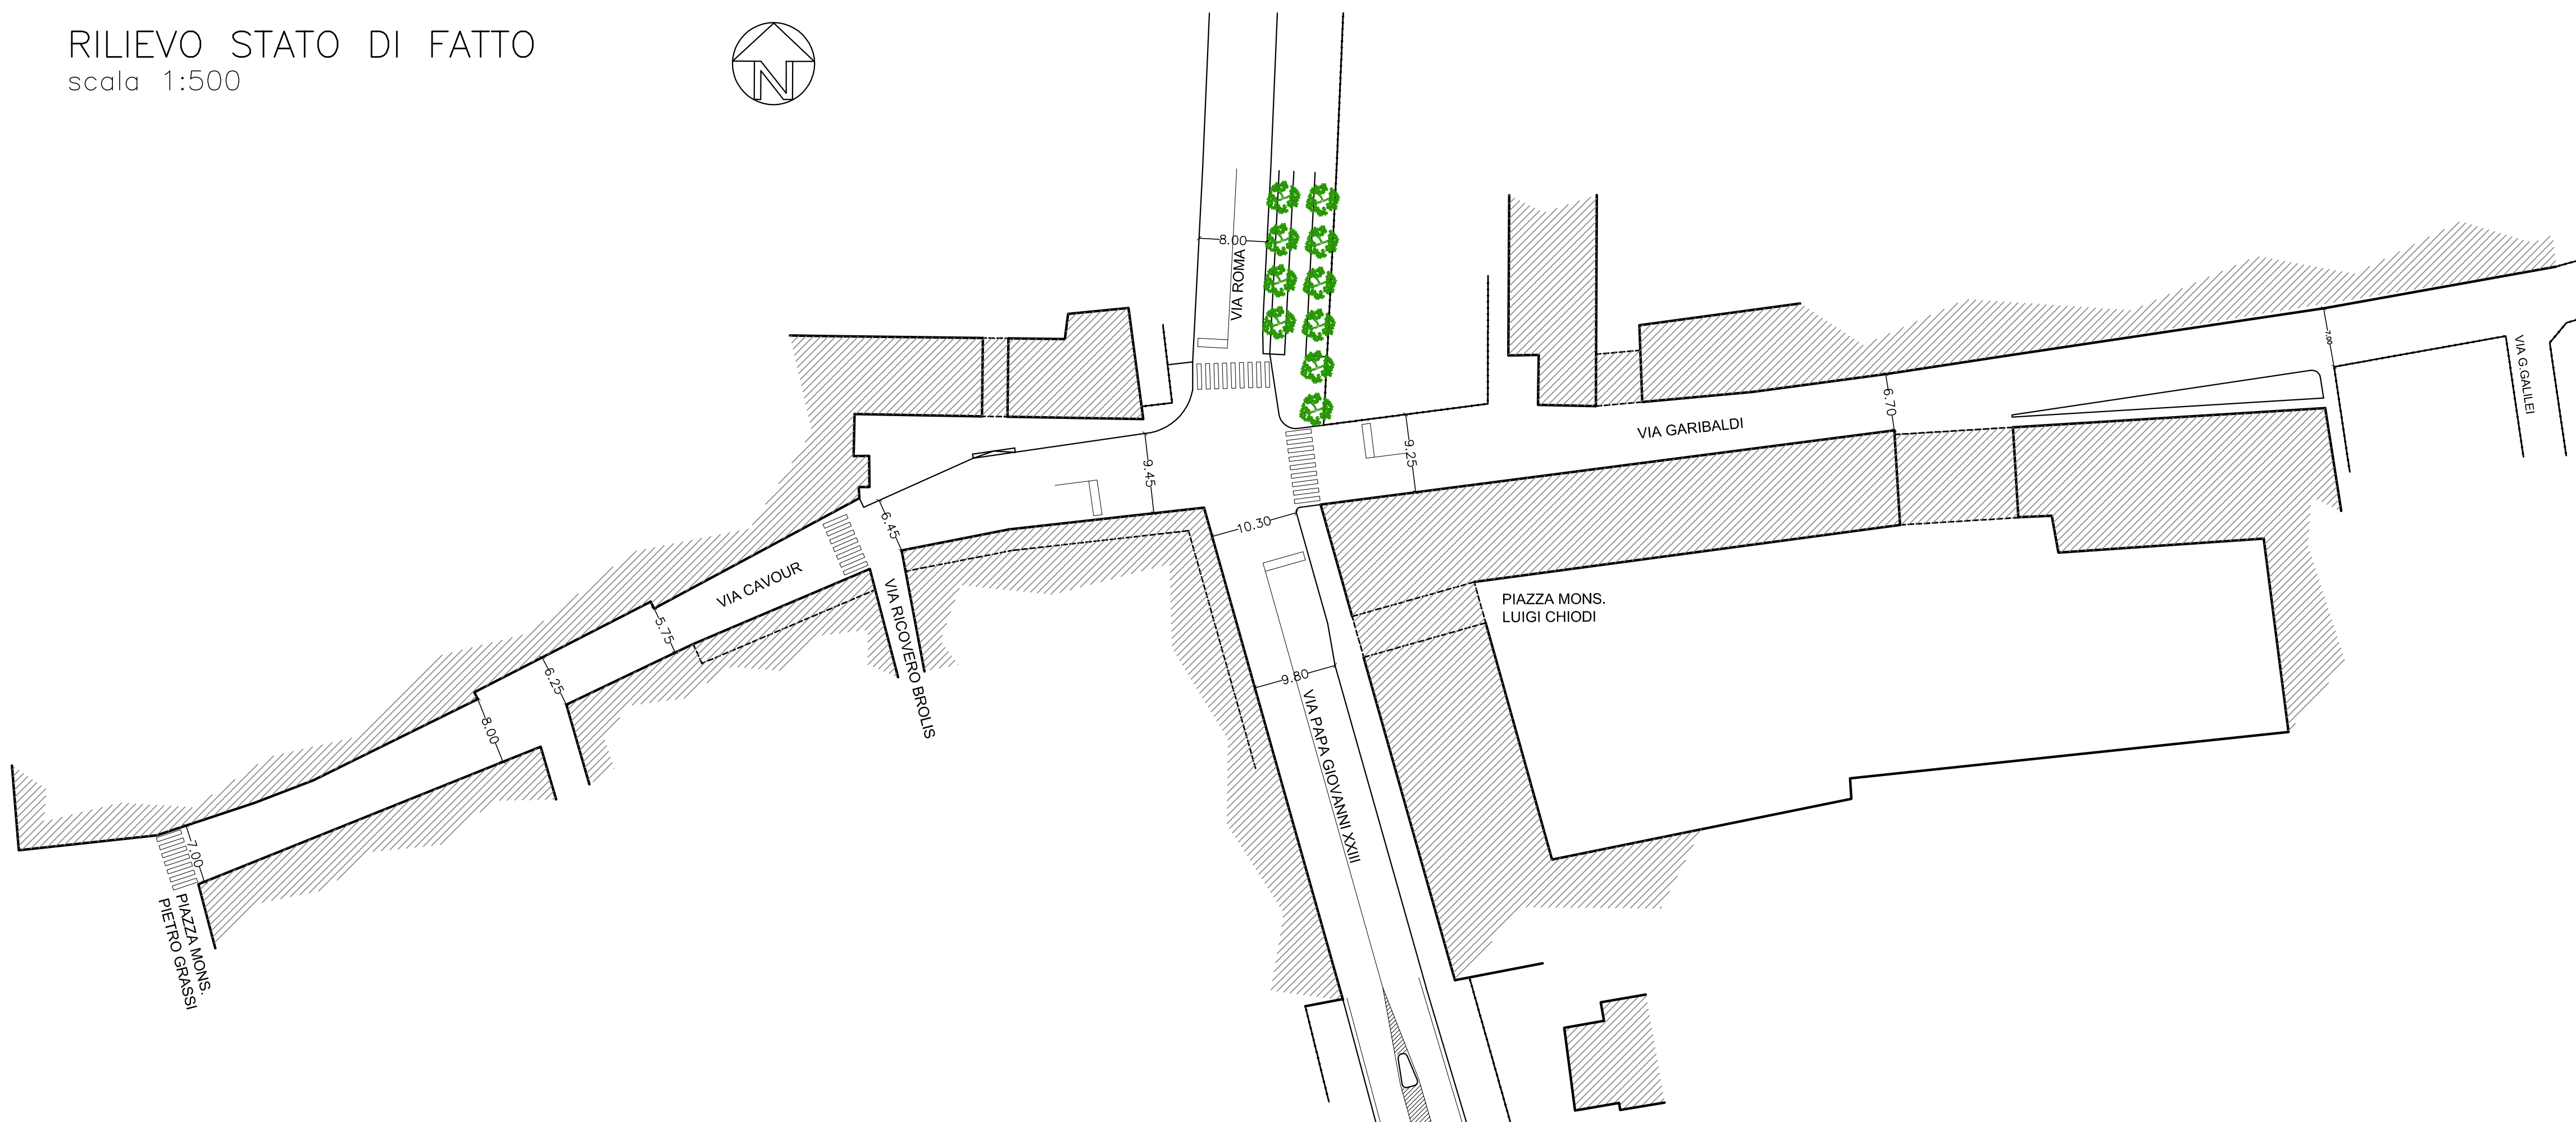 RILIEVO STATO DI FATTO
scala 1:500
N
8.00
VIA ROMA
7.00
VIA G.GALILEI
6.70
VIA GARIBALDI
9.25
9.45
10.30
6.45
VIA CAVOUR
VIA RICOVERO BROLIS
5.75
6.25
8.00
7.00
PIAZZA MONS.
PIETRO GRASSI
PIAZZA MONS.
LUIGI CHIODI
9.80
VIA PAPA GIOVANNI XXIII